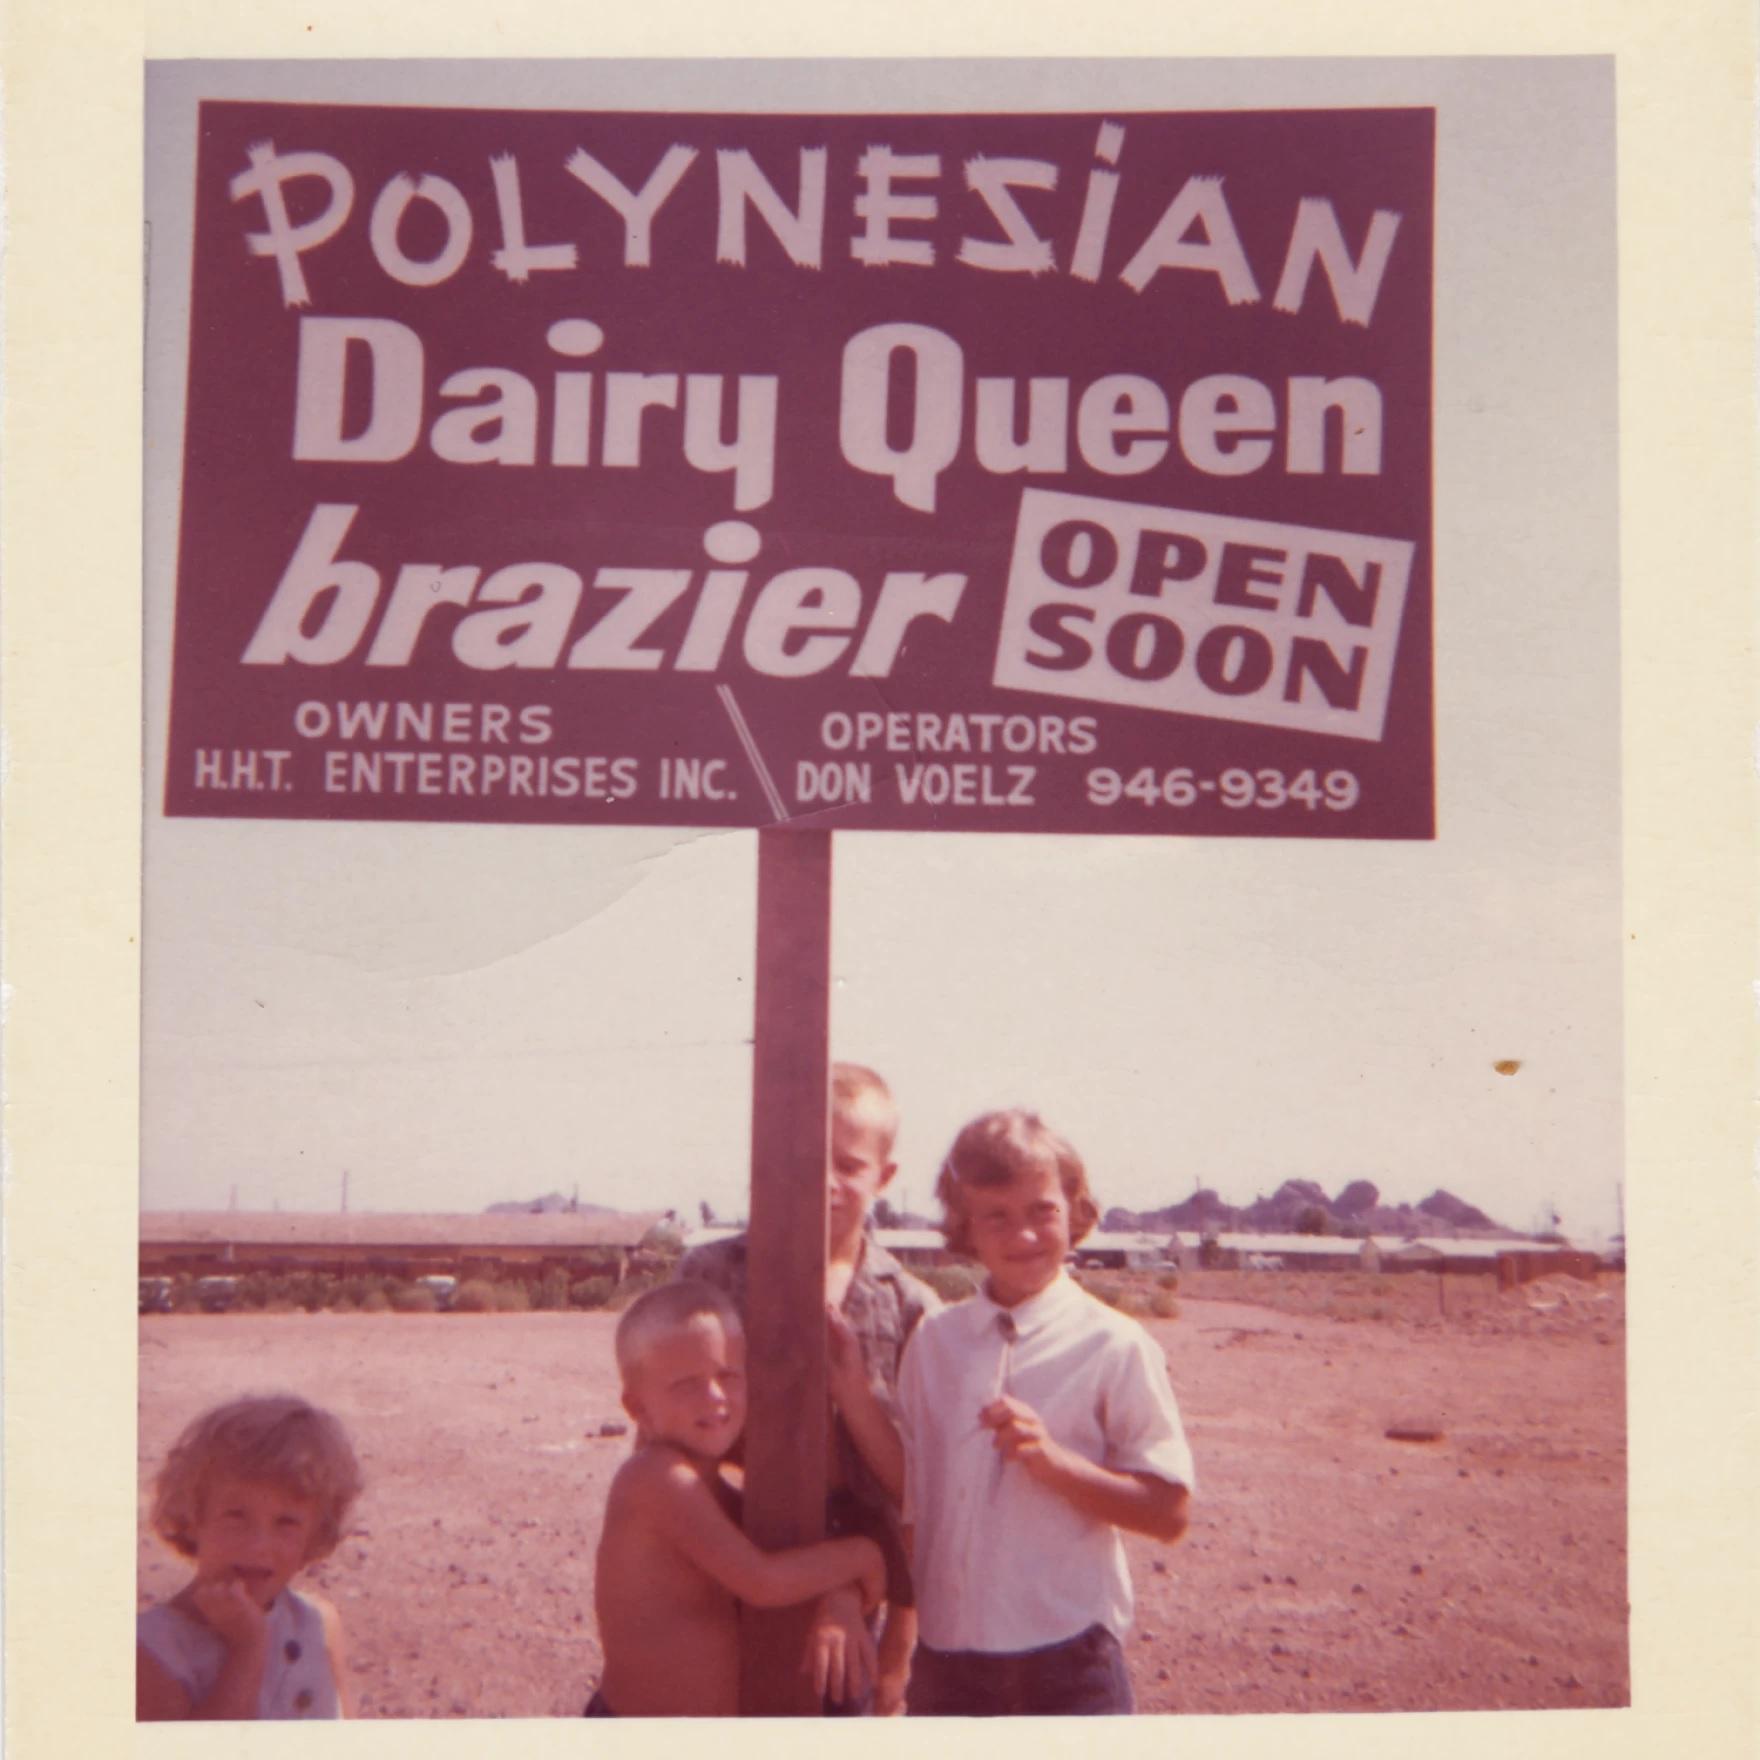 POLYNESIAN
Dairy Queen
brazier
OPEN
SOON
OWNERS
H.H.T. ENTERPRISES INC.
OPERATORS
DON VOELZ 946-9349